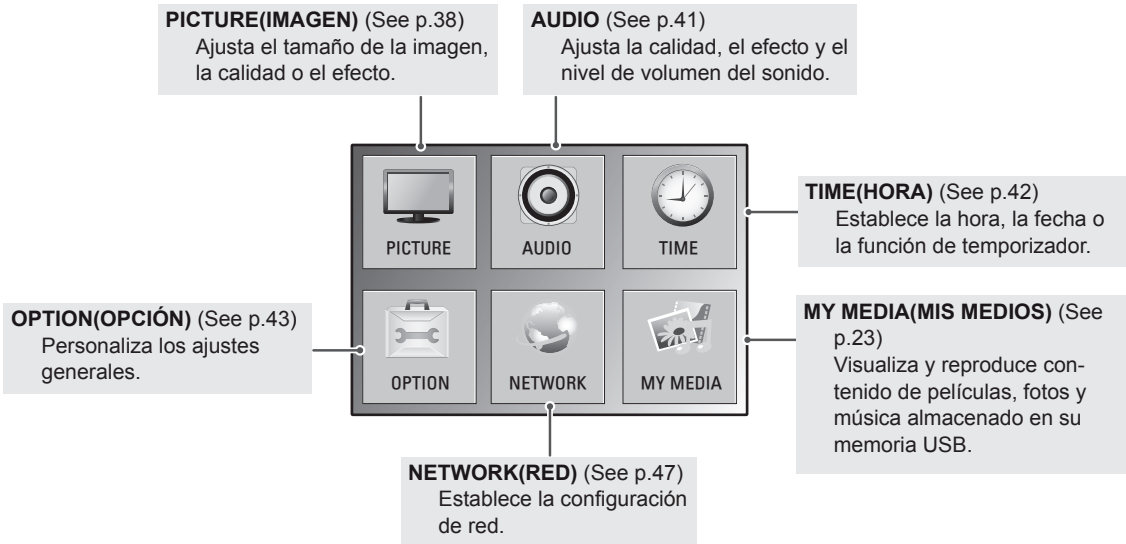 PICTURE(IMAGEN) (See p.38)
Ajusta el tamaño de la imagen,
la calidad o el efecto.
AUDIO (See p.41)
Ajusta la calidad, el efecto y el
nivel de volumen del sonido.
PICTURE
AUDIO
TIME
TIME(HORA) (See p.42)
Establece la hora, la fecha o
la función de temporizador.
OPTION(OPCIÓN) (See p.43)
Personaliza los ajustes
generales.
OPTION
NETWORK
MY MEDIA
MY MEDIA(MIS MEDIOS) (See
p.23)
Visualiza y reproduce con-
tenido de películas, fotos y
música almacenado en su
memoria USB.
NETWORK(RED) (See p.47)
Establece la configuración
de red.